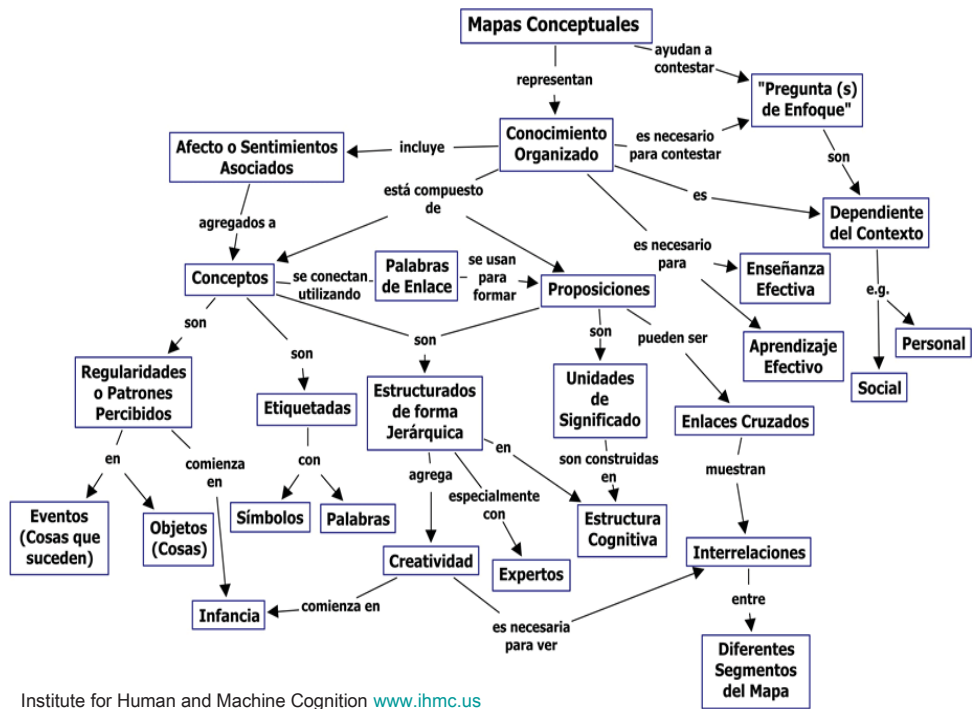 Mapas Conceptuales
ayudan a
contestar
representan
"Pregunta (s)
de Enfoque"
Conocimiento
Organizado
es necesario
para contestar
Afecto o Sentimientos
Asociados
incluye
son
está compuesto
de
es
Dependiente
del Contexto
agregados a
es necesario
para
Conceptos
se conectan
utilizando
Palabras
de Enlace
se usan
para
formar
Proposiciones
Enseñanza
Efectiva
e.g.
son
son
son
son
pueden ser
Personal
Aprendizaje
Efectivo
Social
Regularidades
o Patrones
Percibidos
Etiquetadas
Estructurados
de forma
Jerárquica
Unidades
de
Significado
Enlaces Cruzados
en
comienza
en
con
agrega
en
son construidas
en
muestran
especialmente
con
Eventos
(Cosas que
suceden)
Objetos
(Cosas)
Símbolos
Palabras
Estructura
Cognitiva
Creatividad
Expertos
Interrelaciones
Infancia
comienza en
es necesaria
para ver
entre
Diferentes
Segmentos
del Mapa
Institute for Human and Machine Cognition www.ihmc.us